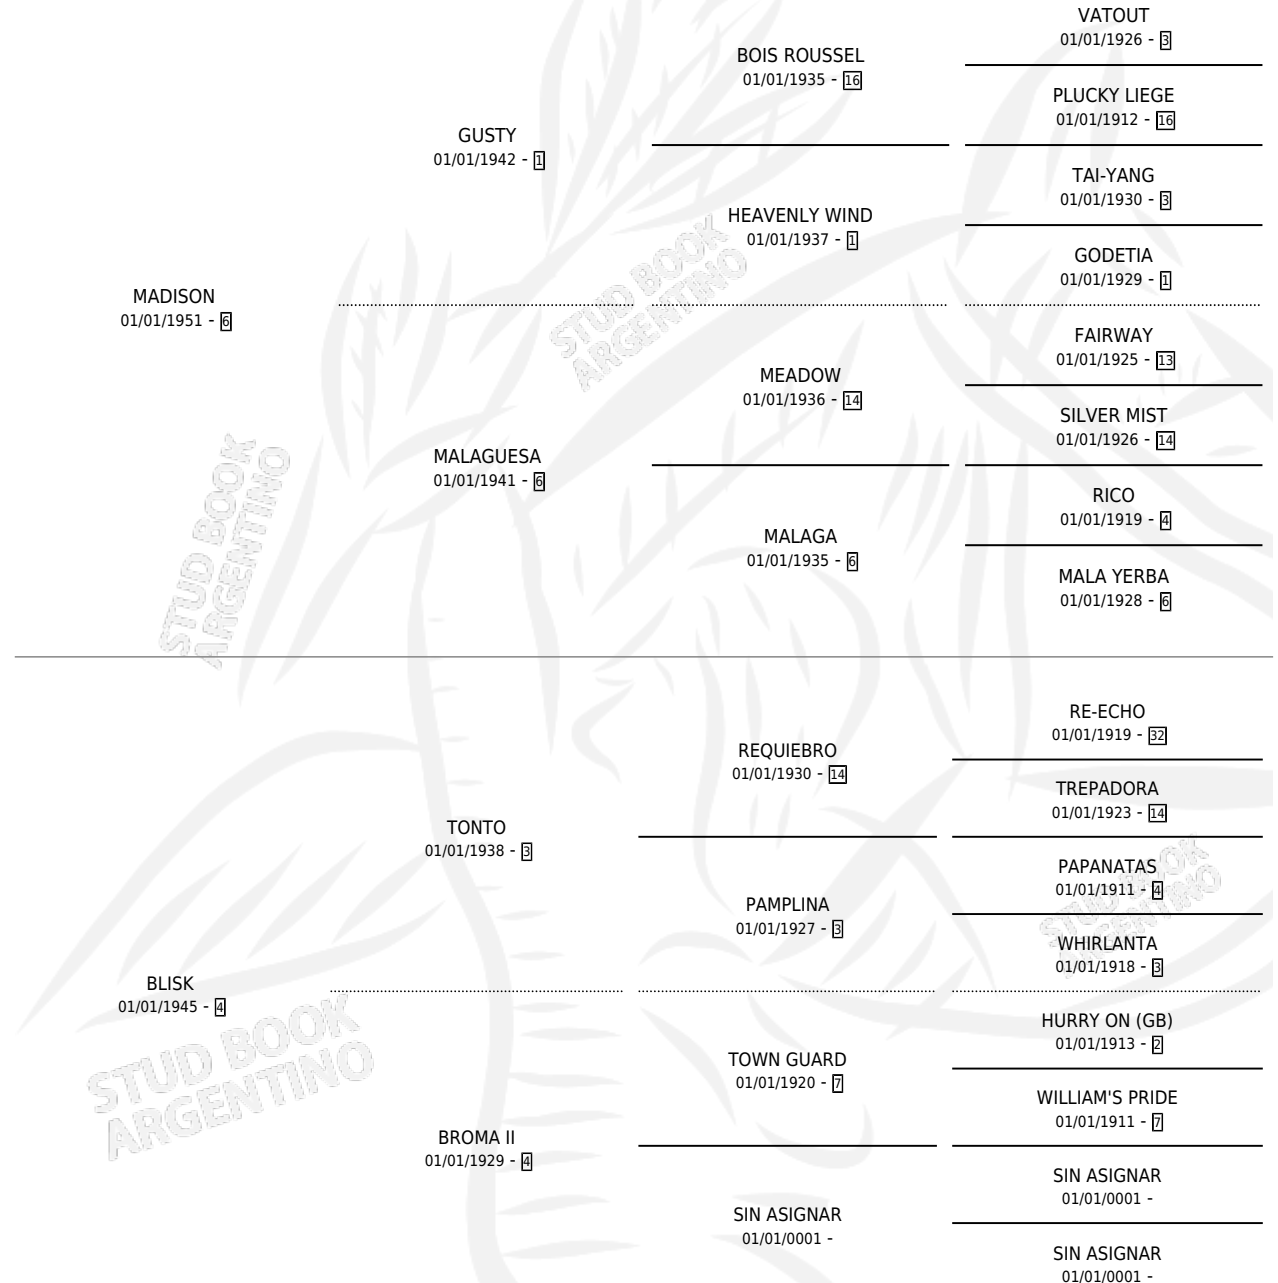 VATOUT
01/01/1926 - 3
BOIS ROUSSEL
01/01/1935 - 16
PLUCKY LIEGE
01/01/1912 - 16
GUSTY
01/01/1942 - 1
TAI-YANG
01/01/1930 - 3
HEAVENLY WIND
01/01/1937 - 1
GODETIA
01/01/1929 - 1
MADISON
01/01/1951 - 6
FAIRWAY
01/01/1925 - 13
MEADOW
01/01/1936 - 14
SILVER MIST
01/01/1926 - 14
MALAGUESA
01/01/1941 - 6
RICO
01/01/1919 - 4
MALAGA
01/01/1935 - 6
MALA YERBA
01/01/1928 - 6
RE-ECHO
01/01/1919 - 32
REQUIEBRO
01/01/1930 - 14
TREPADORA
01/01/1923 - 14
TONTO
01/01/1938 - 3
PAPANATAS
01/01/1911 - 4
PAMPLINA
01/01/1927 - 3
WHIRLANTA
01/01/1918 - 3
BLISK
01/01/1945 - 4
HURRY ON (GB)
01/01/1913 - 2
TOWN GUARD
01/01/1920 - 7
WILLIAM'S PRIDE
01/01/1911 - 7
BROMA II
01/01/1929 - 4
SIN ASIGNAR
01/01/0001 -
SIN ASIGNAR
01/01/0001 -
SIN ASIGNAR
01/01/0001 -
STUD BOOK
ARGENTINO
STUD BOOK
ARGENTINO
STUD BOOK
ARGENTINO
STUD BOOK
ARGENTINO